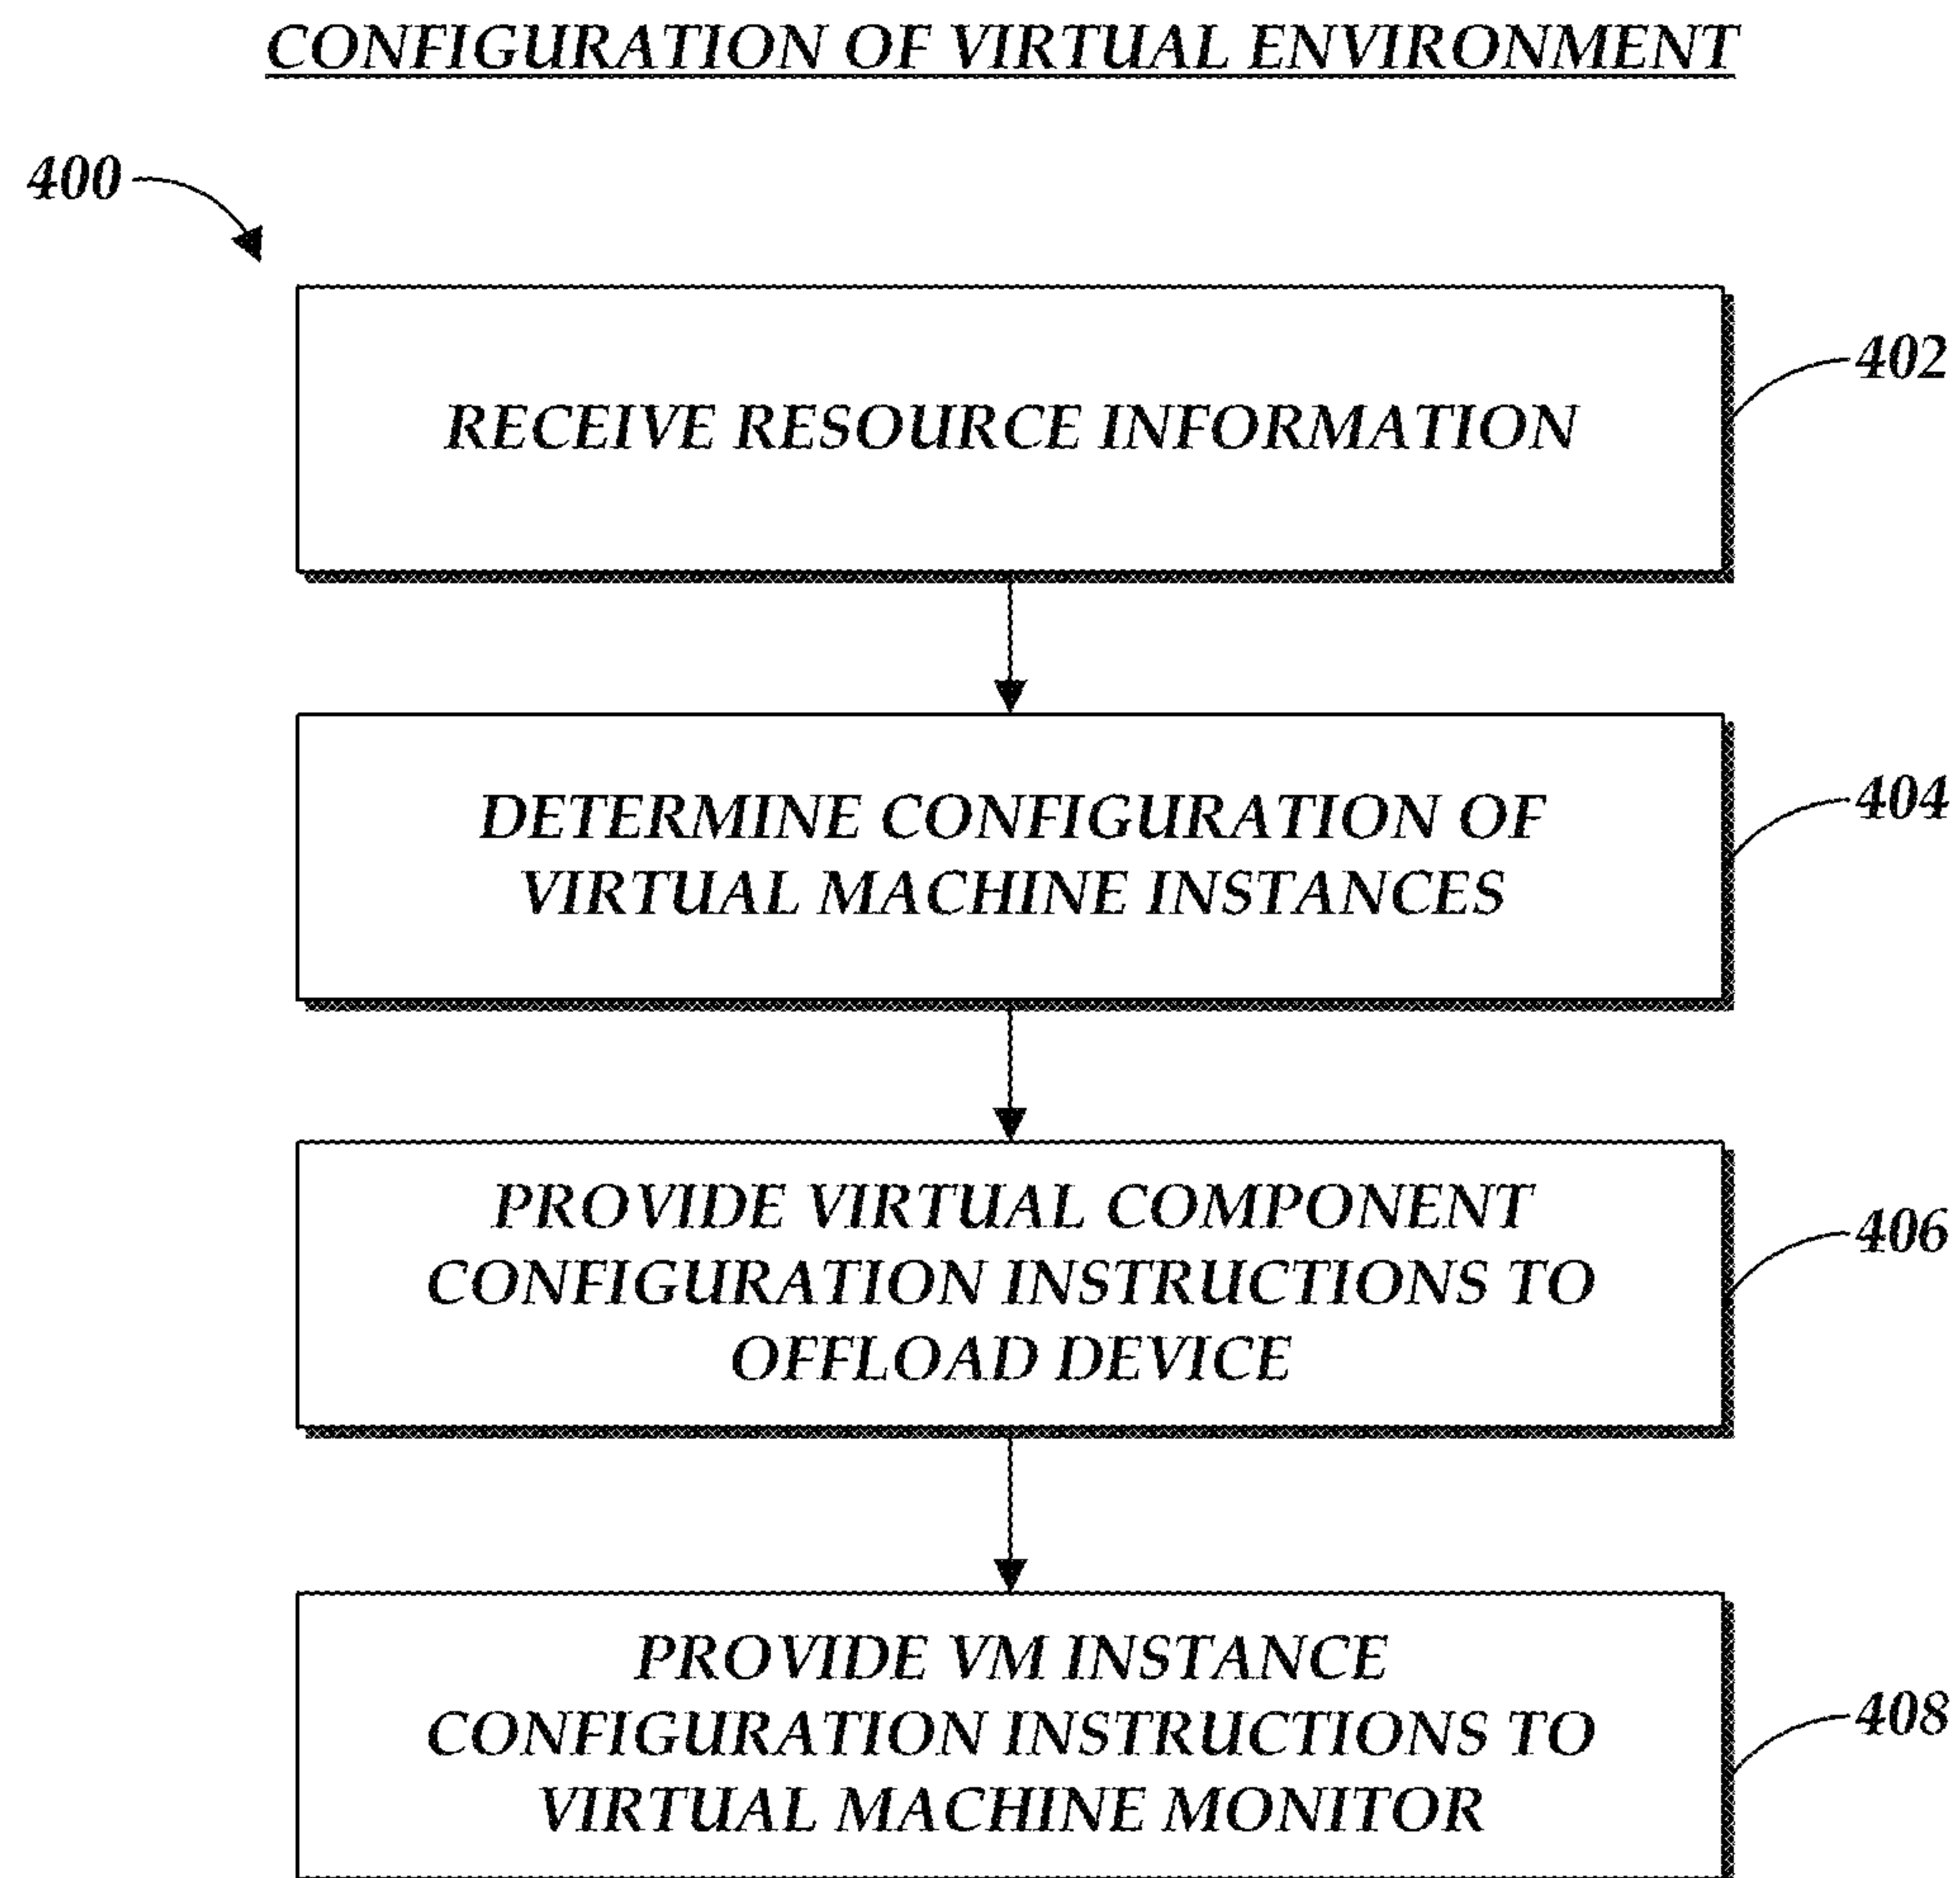 CONFIGURATION OF VIRTUAL ENVIRONMENT
400
RECEIVE RESOURCE INFORMATION
402
DETERMINE CONFIGURATION OF
VIRTUAL MACHINE INSTANCES
404
PROVIDE VIRTUAL COMPONENT
CONFIGURATION INSTRUCTIONS TO
OFFLOAD DEVICE
406
PROVIDE VM INSTANCE
CONFIGURATION INSTRUCTIONS TO
VIRTUAL MACHINE MONITOR
408